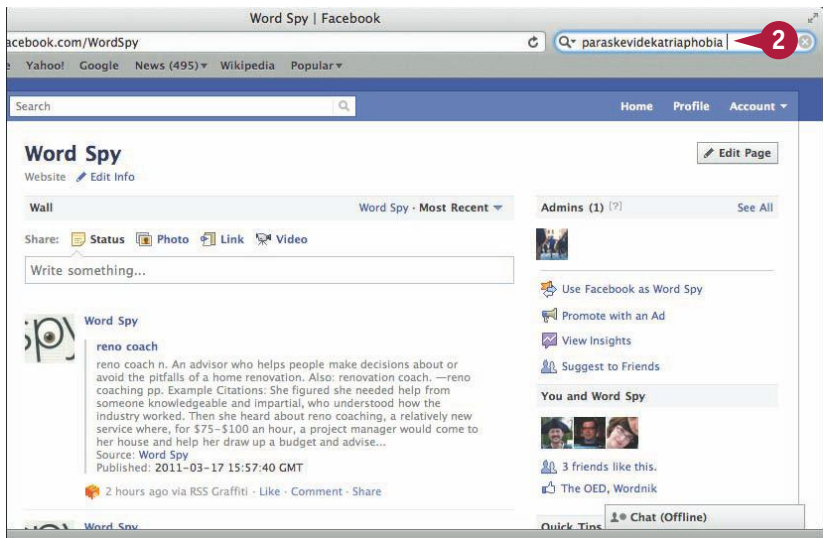 Word Spy | Facebook
acebook.com/WordSpy
paraskevidekatriaphobia
2
Yahoo! Google News (495) Wikipedia Popular
Search
Home Profile Account
Word Spy
Edit Page
Website Edit Info
Wall
Word Spy · Most Recent
Admins (1) [?]
See All
Share: Status Photo Link Video
Write something...
Use Facebook as Word Spy
Promote with an Ad
View Insights
Suggest to Friends
Word Spy
reno coach
reno coach n. An advisor who helps people make decisions about or
avoid the pitfalls of a home renovation. Also: renovation coach. —reno
coaching pp. Example Citations: She figured she needed help from
someone knowledgeable and impartial, who understood how the
industry worked. Then she heard about reno coaching, a relatively new
service where, for $75–$100 an hour, a project manager would come to
her house and help her draw up a budget and advise...
Source: Word Spy
Published: 2011-03-17 15:57:40 GMT
2 hours ago via RSS Graffiti · Like · Comment · Share
You and Word Spy
3 friends like this.
The OED, Wordnik
Chat (Offline)
Word Spy
Quick Tips